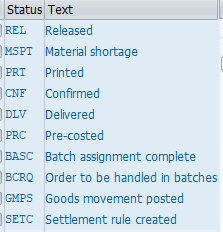 Status Text
REL Released
MSPT Material shortage
PRT Printed
CNF Confirmed
DLV Delivered
PRC Pre-costed
BASC Batch assignment complete
BCRQ Order to be handled in batches
GMPS Goods movement posted
SETC Settlement rule created